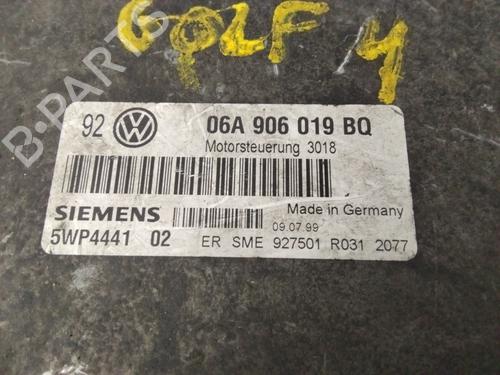 GOLF 4
92 06A 906 019 BQ
Motorsteuerung 3018
SIEMENS Made in Germany
09.07.99
5WP4441 02 ER SME 927501 R031 2077
B-PARTS